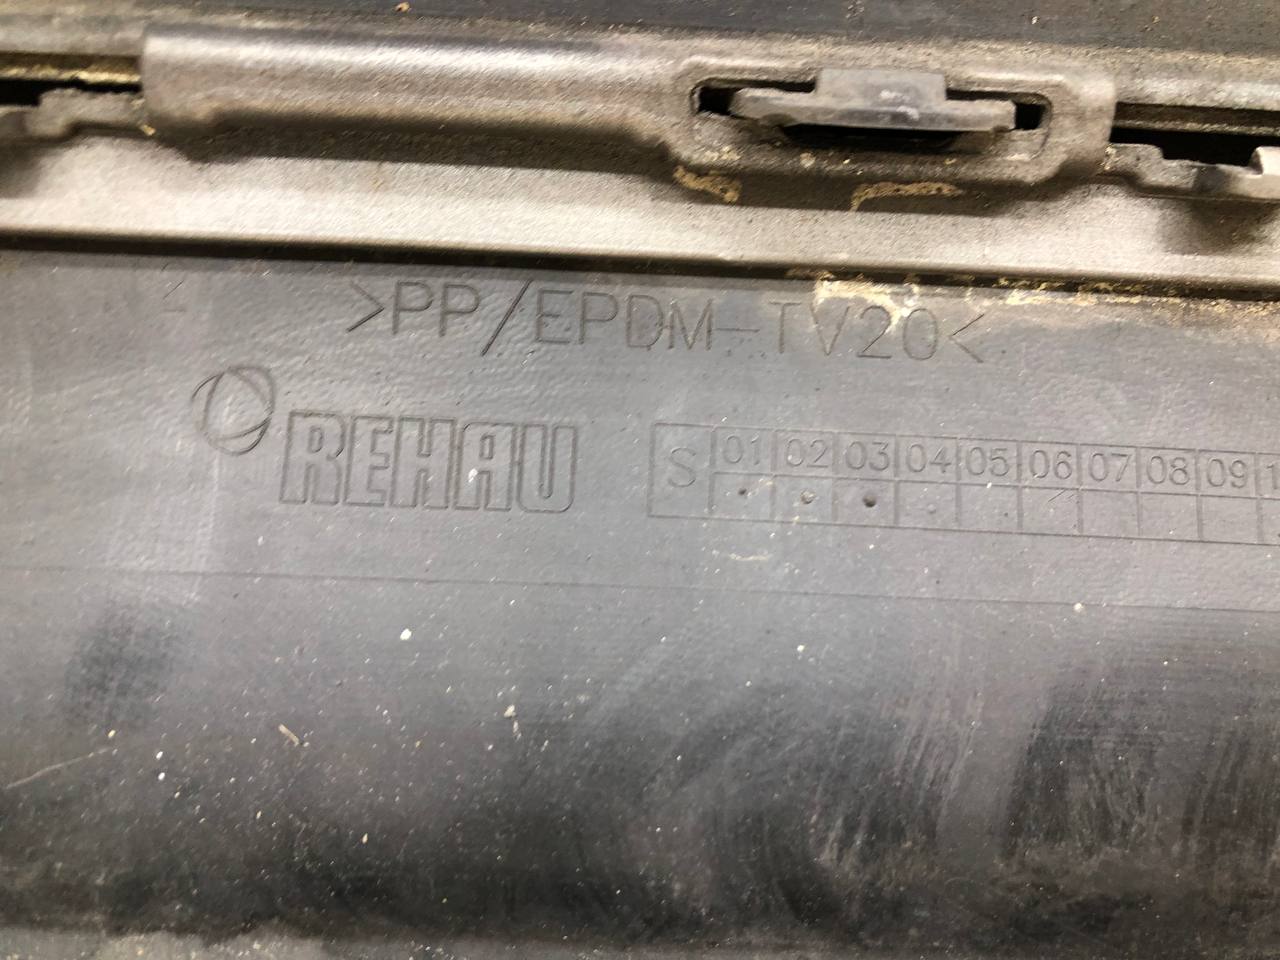 >PP/EPDM-TV20<
REHAU
S 01 02 03 04 05 06 07 08 09